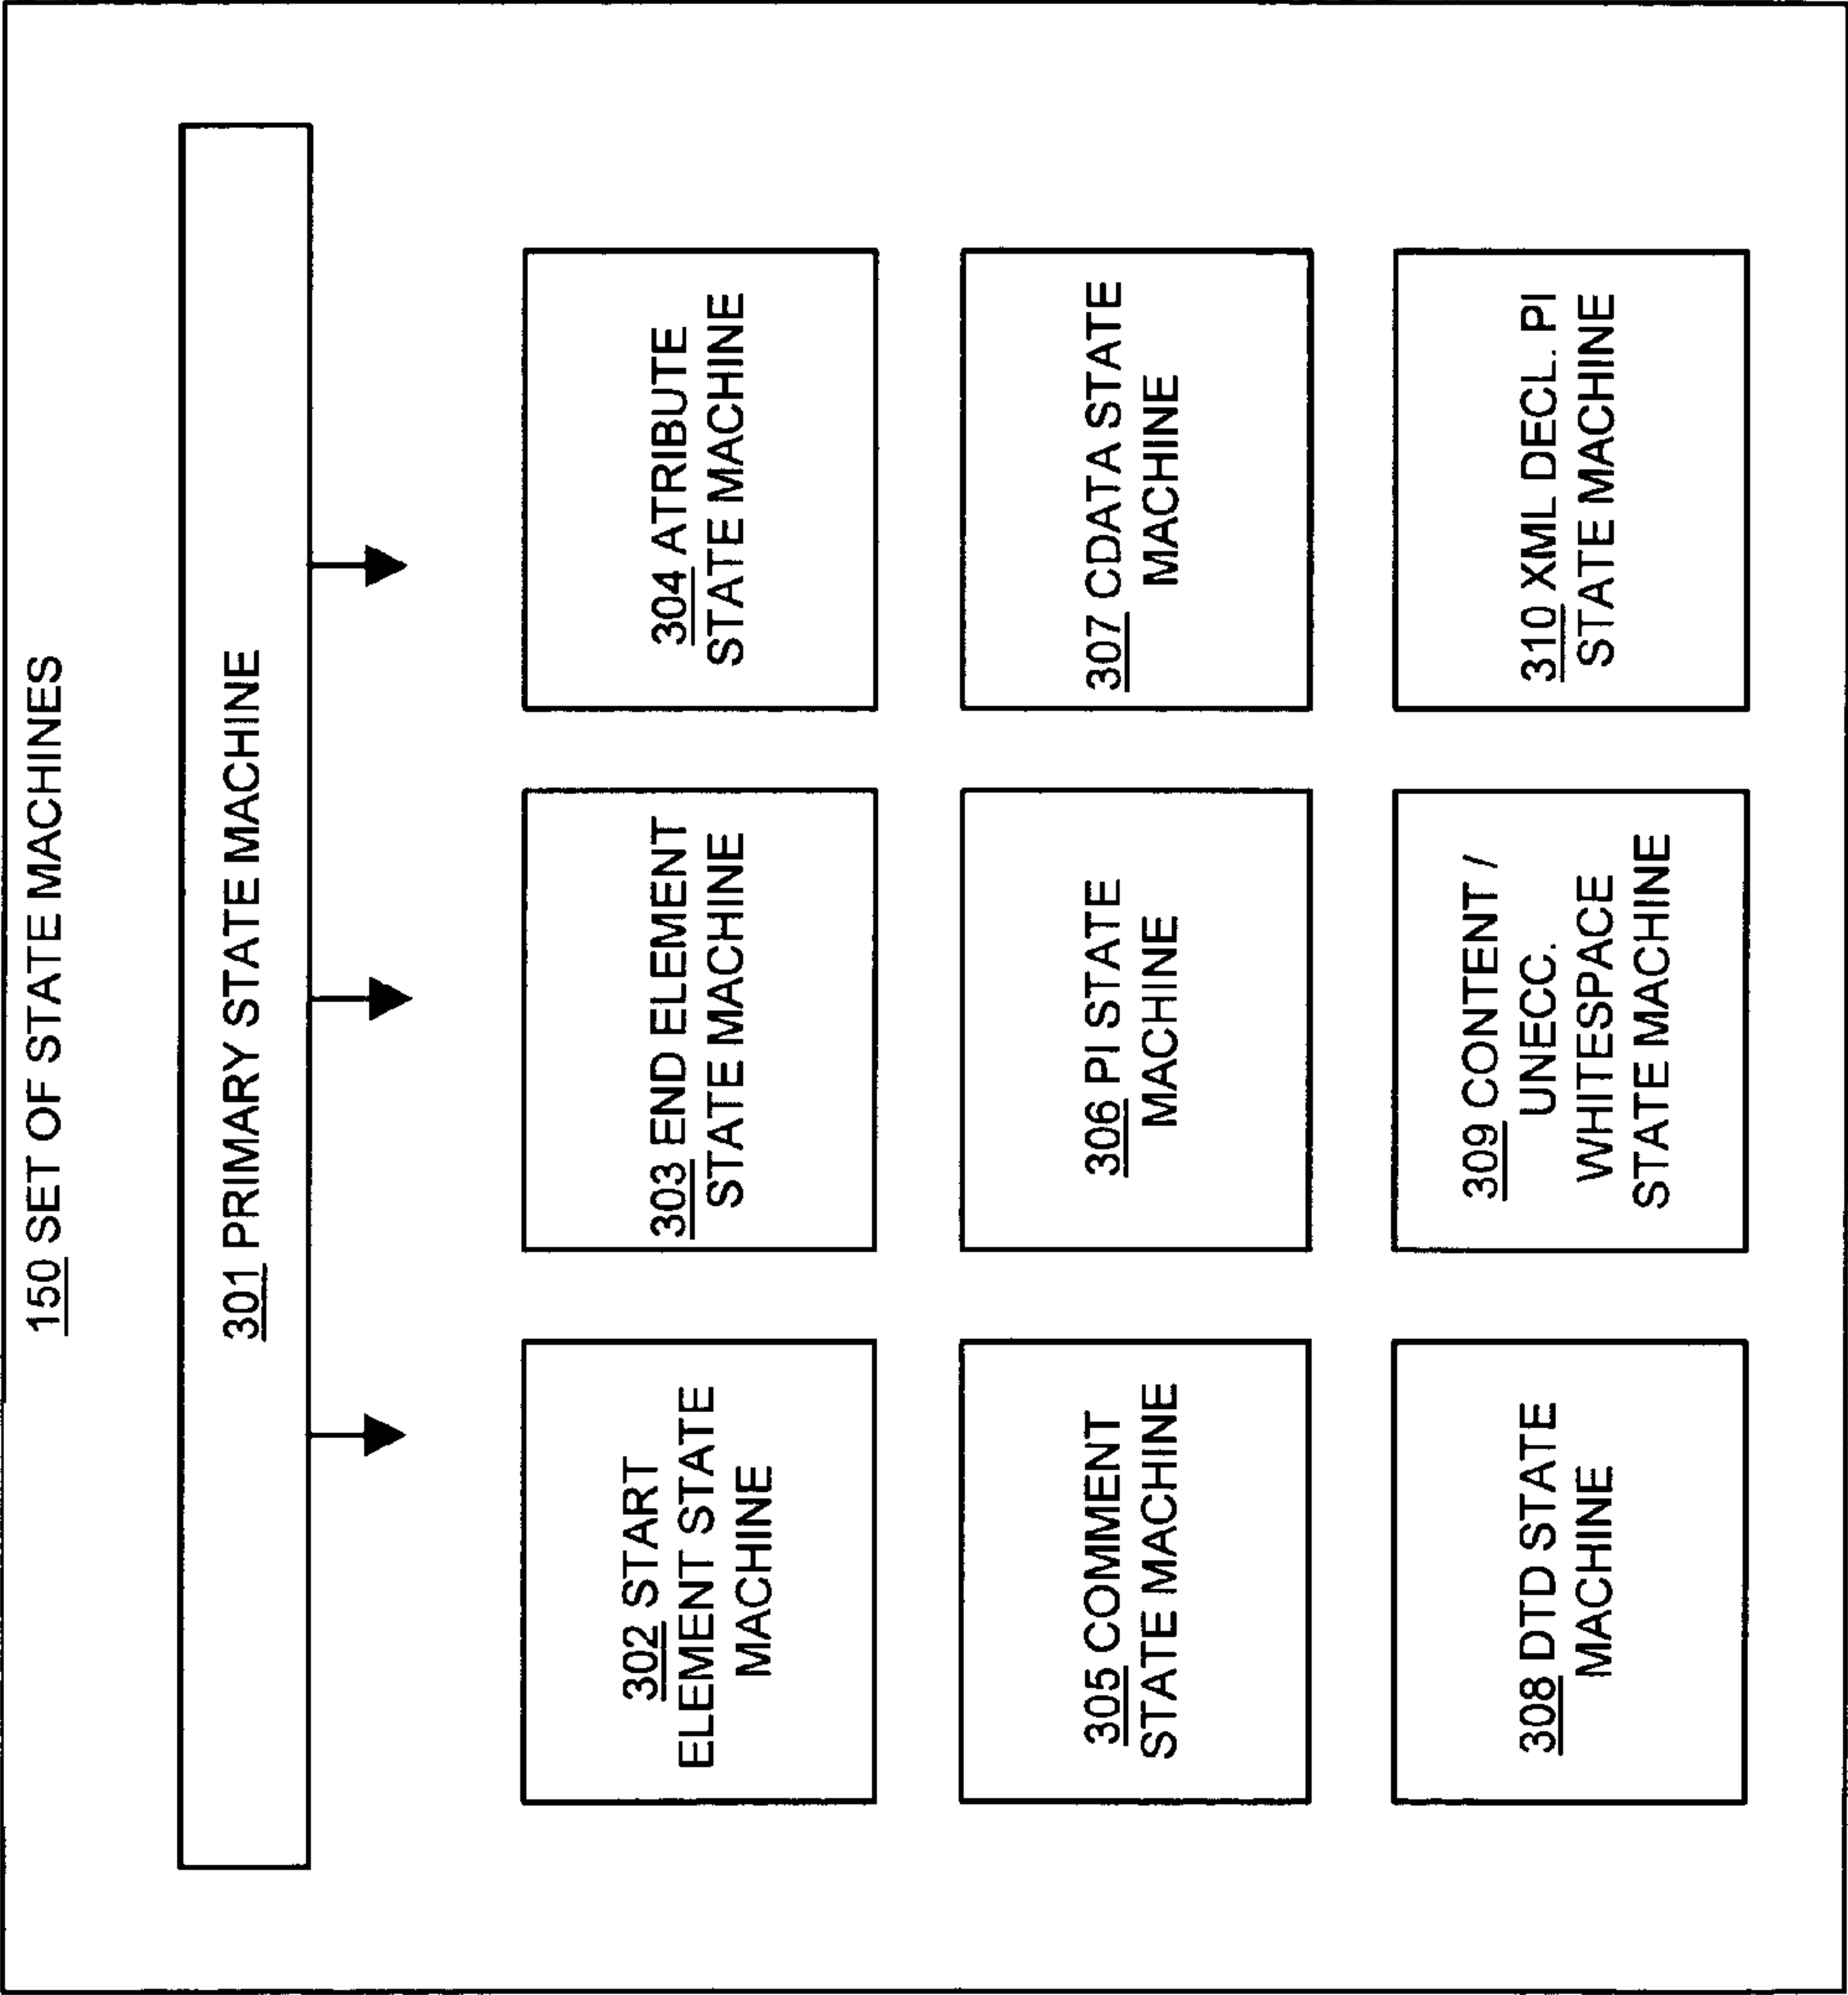 150 SET OF STATE MACHINES
301 PRIMARY STATE MACHINE
302 START
ELEMENT STATE
MACHINE
303 END ELEMENT
STATE MACHINE
304 ATRIBUTE
STATE MACHINE
305 COMMENT
STATE MACHINE
306 PI STATE
MACHINE
307 CDATA STATE
MACHINE
308 DTD STATE
MACHINE
309 CONTENT /
UNECC.
WHITESPACE
STATE MACHINE
310 XML DECL. PI
STATE MACHINE